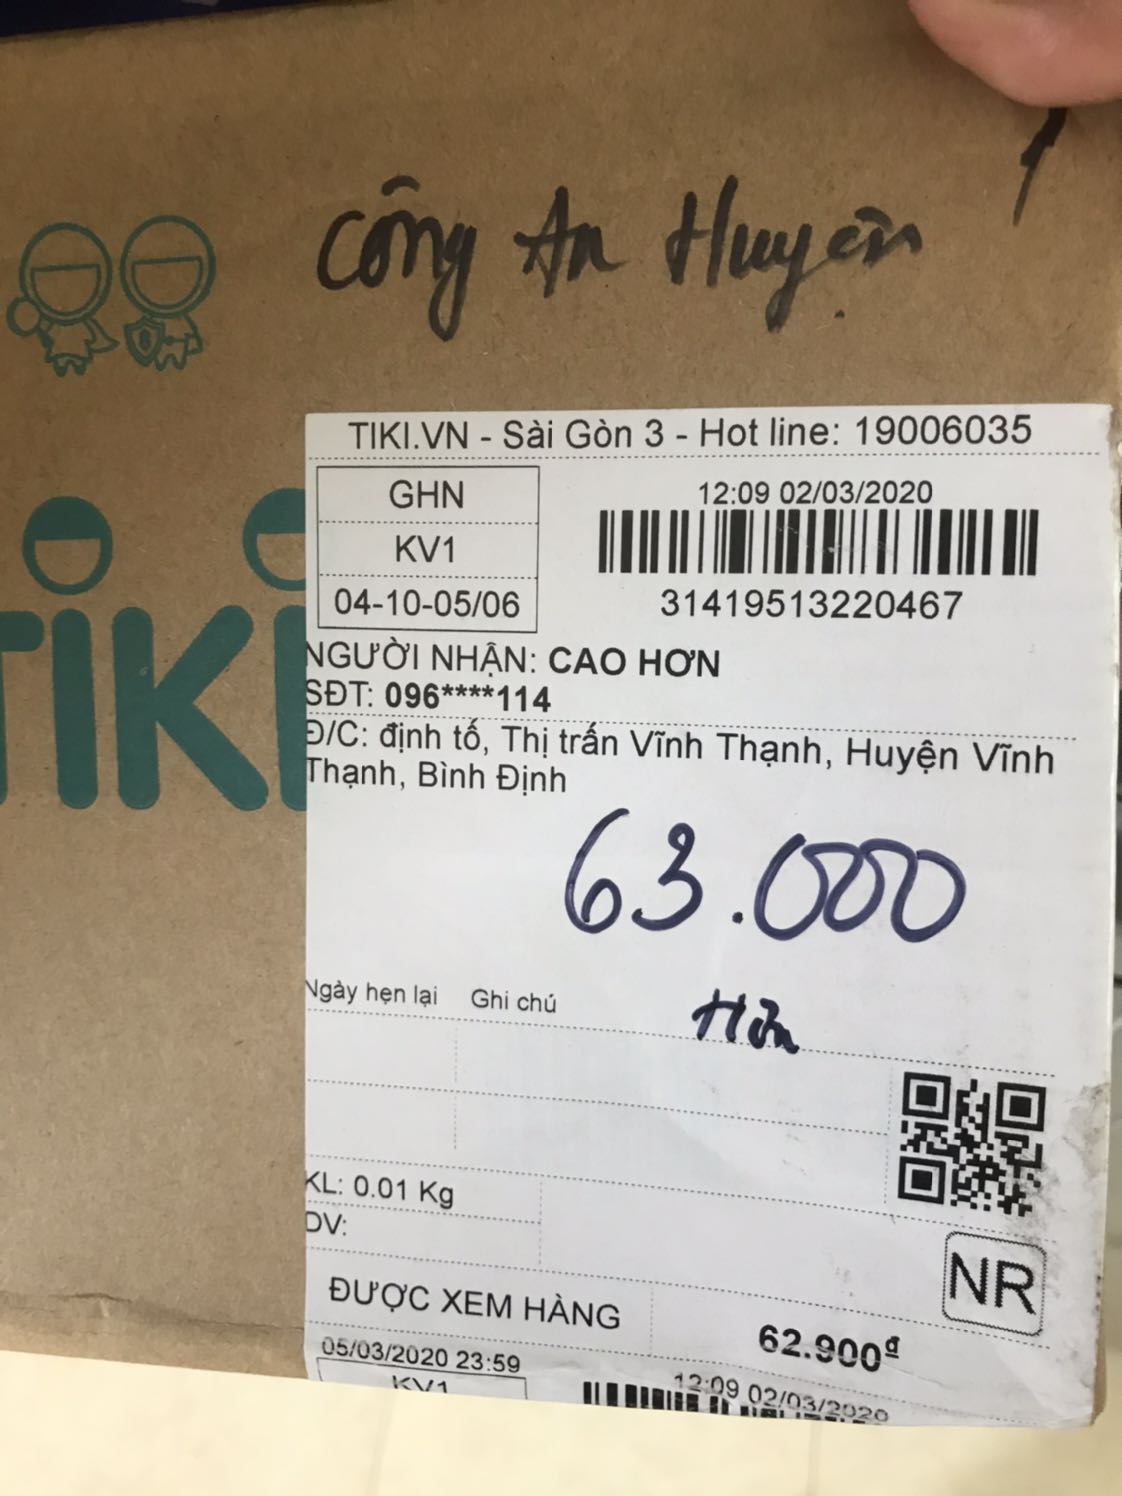 Công An Huyện
TIKI
TIKI.VN - Sài Gòn 3 - Hot line: 19006035
GHN
KV1
04-10-05/06
12:09 02/03/2020
31419513220467
NGƯỜI NHẬN: CAO HƠN
SĐT: 096****114
Đ/C: định tố, Thị trấn Vĩnh Thạnh, Huyện Vĩnh
Thạnh, Bình Định
63.000
Ngày hẹn lại Ghi chú
Hơn
KL: 0.01 Kg
DV:
NR
ĐƯỢC XEM HÀNG
62.900đ
05/03/2020 23:59
KV1
12:09 02/03/2020